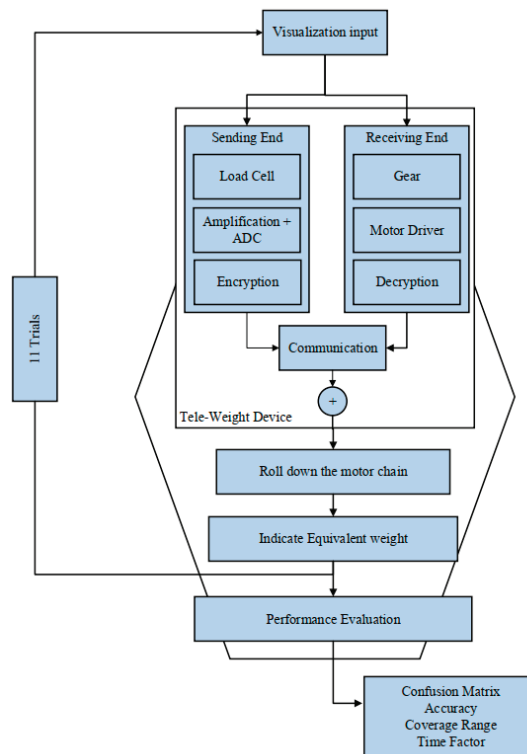 Visualization input
Sending End
Load Cell
Amplification +
ADC
Encryption
Receiving End
Gear
Motor Driver
Decryption
Communication
+
Tele-Weight Device
11 Trials
Roll down the motor chain
Indicate Equivalent weight
Performance Evaluation
Confusion Matrix
Accuracy
Coverage Range
Time Factor